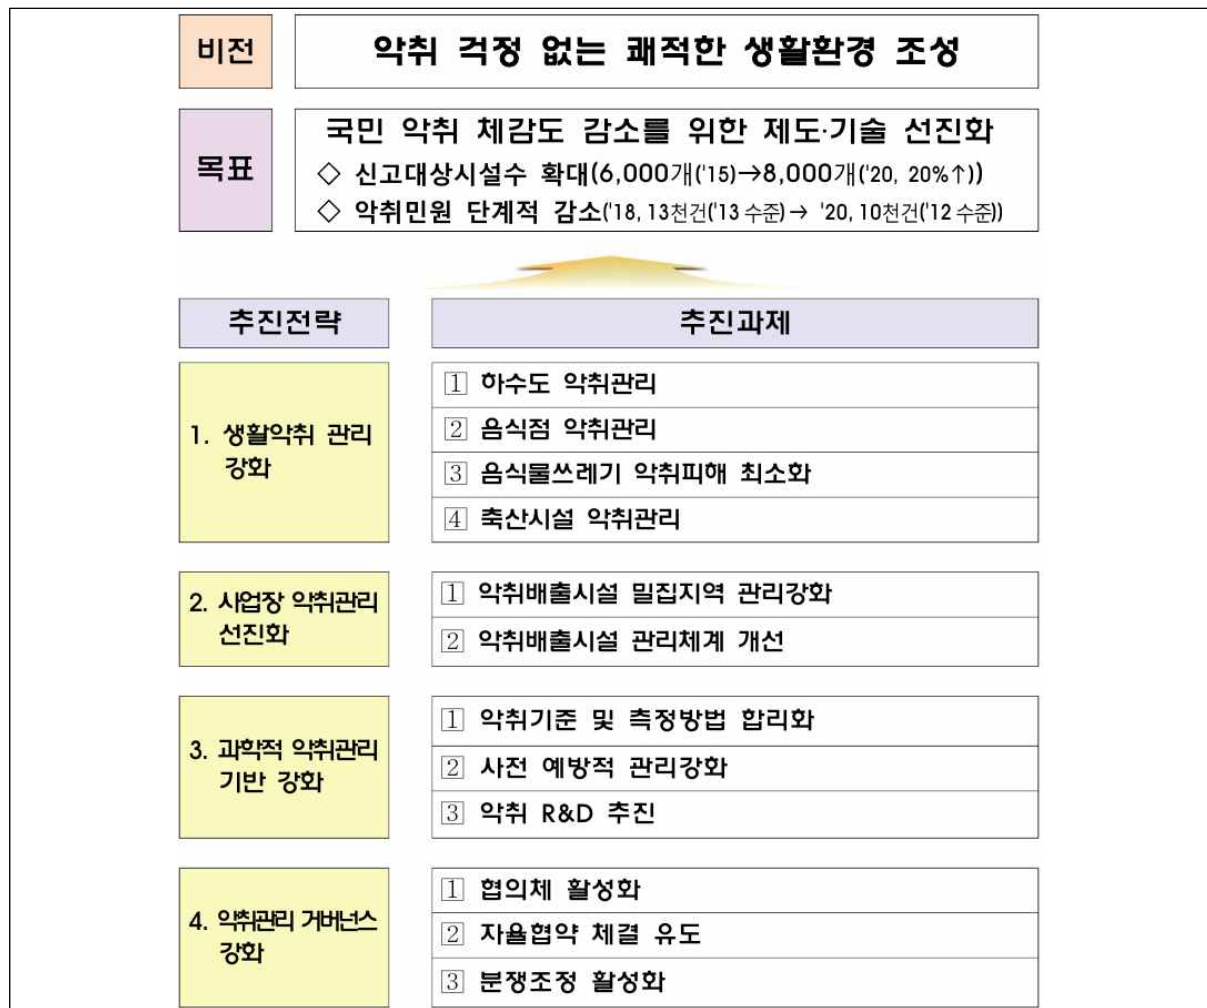 비전
악취 걱정 없는 쾌적한 생활환경 조성
목표
국민 악취 체감도 감소를 위한 제도·기술 선진화
◇ 신고대상시설수 확대(6,000개('15)→8,000개('20, 20%↑))
◇ 악취민원 단계적 감소('18, 13천건('13 수준)→ '20, 10천건('12 수준))
추진전략
추진과제
1. 생활악취 관리
강화
1 하수도 악취관리
2 음식점 악취관리
3 음식물쓰레기 악취피해 최소화
4 축산시설 악취관리
2. 사업장 악취관리
선진화
1 악취배출시설 밀집지역 관리강화
2 악취배출시설 관리체계 개선
3. 과학적 악취관리
기반 강화
1 악취기준 및 측정방법 합리화
2 사전 예방적 관리강화
3 악취 R&D 추진
4. 악취관리 거버넌스
강화
1 협의체 활성화
2 자율협약 체결 유도
3 분쟁조정 활성화